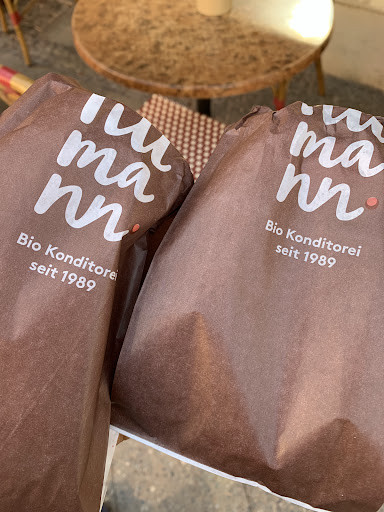 ma
nn.
Bio Konditorei
seit 1989
ma
nn.
Bio Konditorei
seit 1989